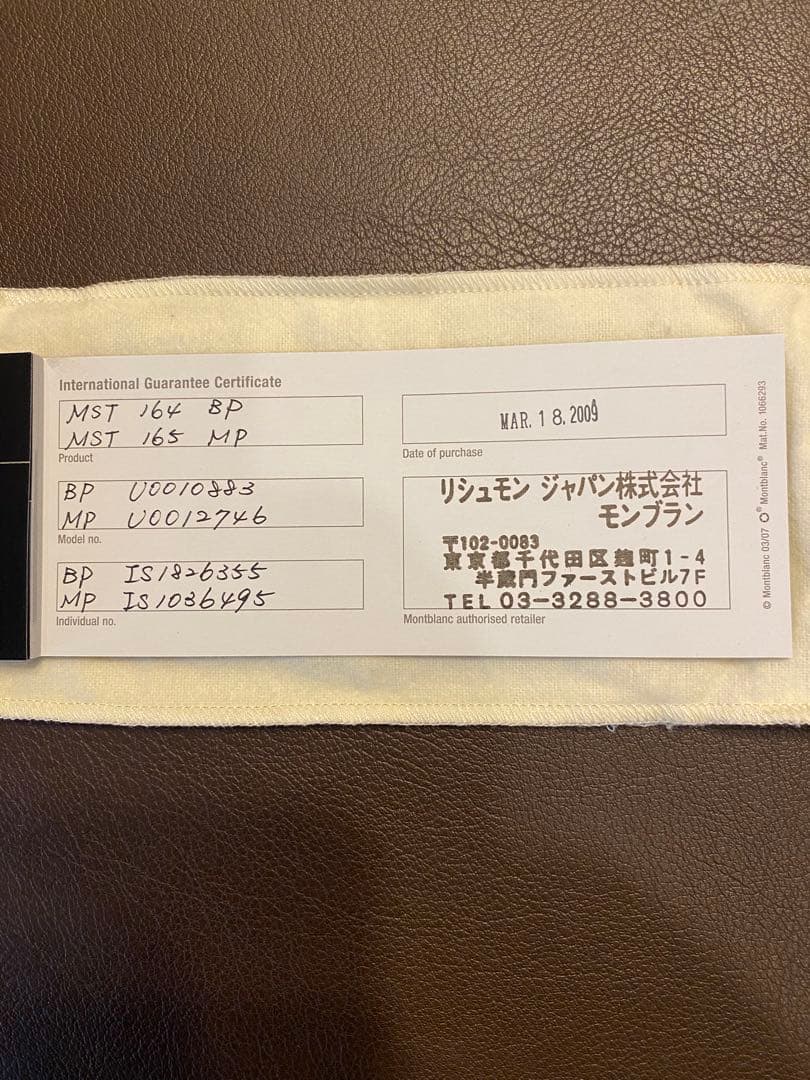 International Guarantee Certificate
MST 164 BP
MST 165 MP
Product
BP U0010883
MP U0012746
Model no.
BP IS1826355
MP IS1036495
Individual no.
MAR. 18. 2009
Date of purchase
リシュモン ジャパン株式会社
モンブラン
〒102-0083
東京都千代田区麹町1-4
半蔵門ファーストビル7F
TEL 03-3288-3800
Montblanc authorised retailer
© Montblanc 03/07 ® Montblanc® Mat.No. 1066293